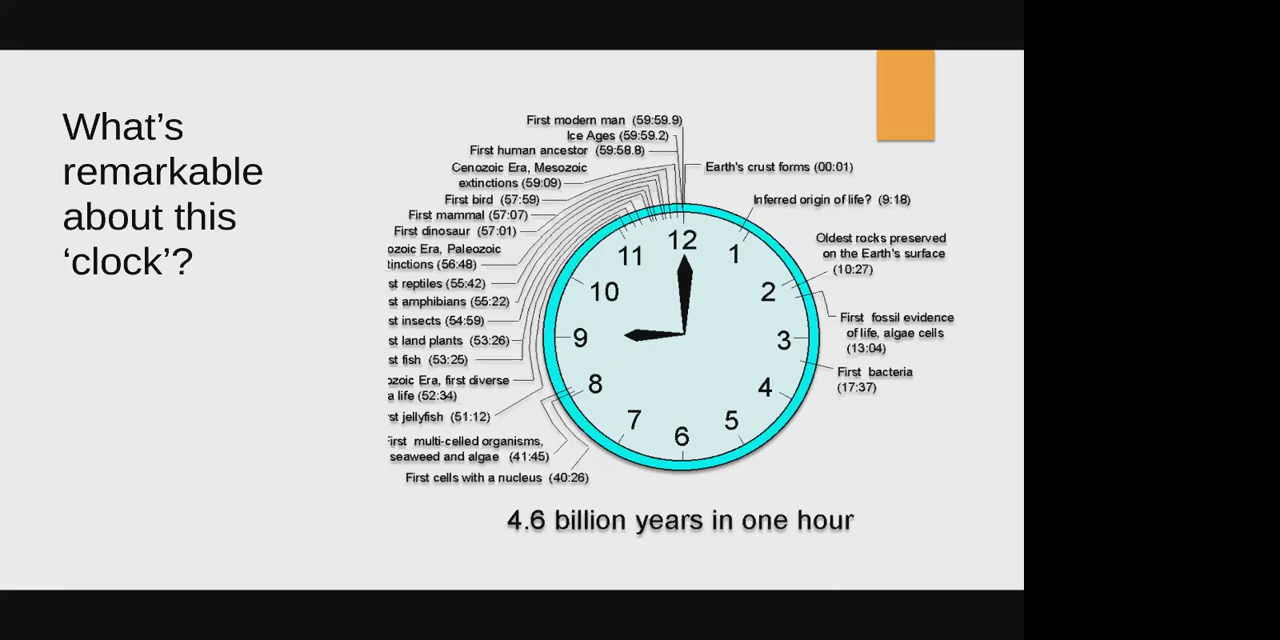 What's
remarkable
about this
‘clock’?
First modern man (59:59.9)
Ice Ages (59:59.2)
First human ancestor (59:58.8)
Cenozoic Era, Mesozoic
extinctions (59:09)
First bird (57:59)
First mammal (57:07)
First dinosaur (57:01)
ozoic Era, Paleozoic
tinctions (56:48)
st reptiles (55:42)
st amphibians (55:22)
st insects (54:59)
st land plants (53:26)
st fish (53:25)
ozoic Era, first diverse
a life (52:34)
rst jellyfish (51:12)
First multi-celled organisms,
seaweed and algae (41:45)
First cells with a nucleus (40:26)
Earth's crust forms (00:01)
Inferred origin of life? (9:18)
Oldest rocks preserved
on the Earth's surface
(10:27)
First fossil evidence
of life, algae cells
(13:04)
First bacteria
(17:37)
12
1
2
3
4
5
6
7
8
9
10
11
4.6 billion years in one hour